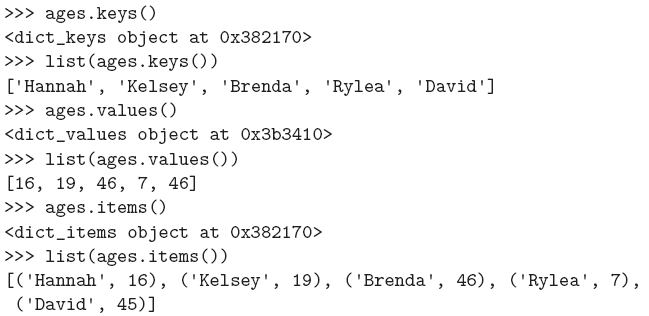 >>> ages.keys()
<dict_keys object at 0x382170>
>>> list(ages.keys())
['Hannah', 'Kelsey', 'Brenda', 'Rylea', 'David']
>>> ages.values()
<dict_values object at 0x3b3410>
>>> list(ages.values())
[16, 19, 46, 7, 46]
>>> ages.items()
<dict_items object at 0x382170>
>>> list(ages.items())
[('Hannah', 16), ('Kelsey', 19), ('Brenda', 46), ('Rylea', 7),
 ('David', 45)]